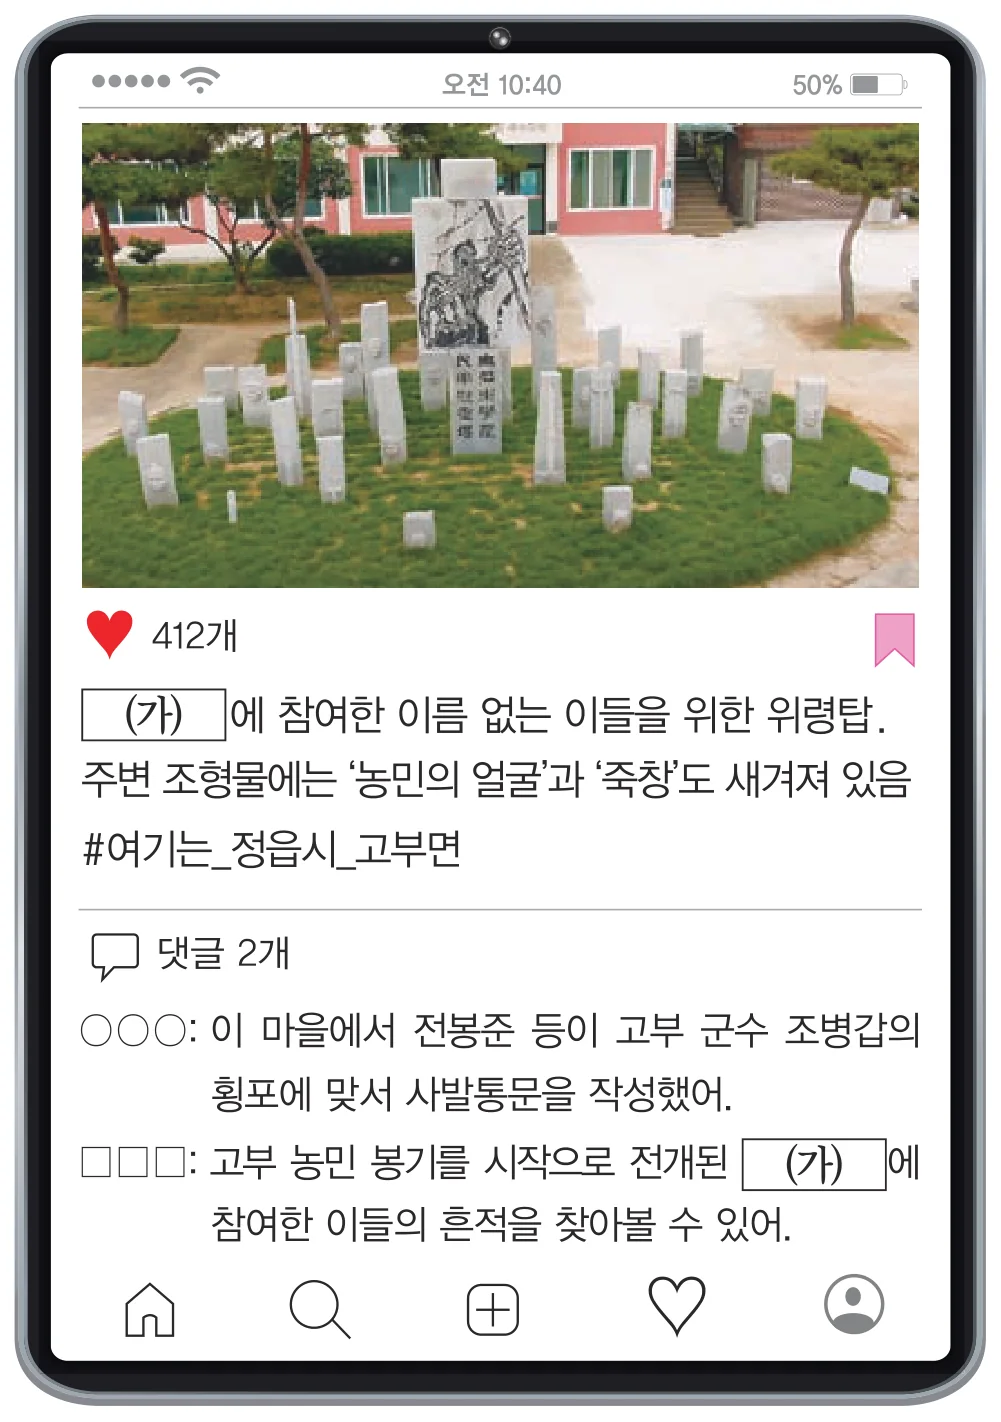 오전 10:40
50%
412개
(가)에 참여한 이름 없는 이들을 위한 위령탑.
주변 조형물에는 ‘농민의 얼굴’과 ‘죽창’도 새겨져 있음
#여기는_정읍시_고부면
댓글 2개
○○○: 이 마을에서 전봉준 등이 고부 군수 조병갑의
횡포에 맞서 사발통문을 작성했어.
□□□: 고부 농민 봉기를 시작으로 전개된 (가)에
참여한 이들의 흔적을 찾아볼 수 있어.